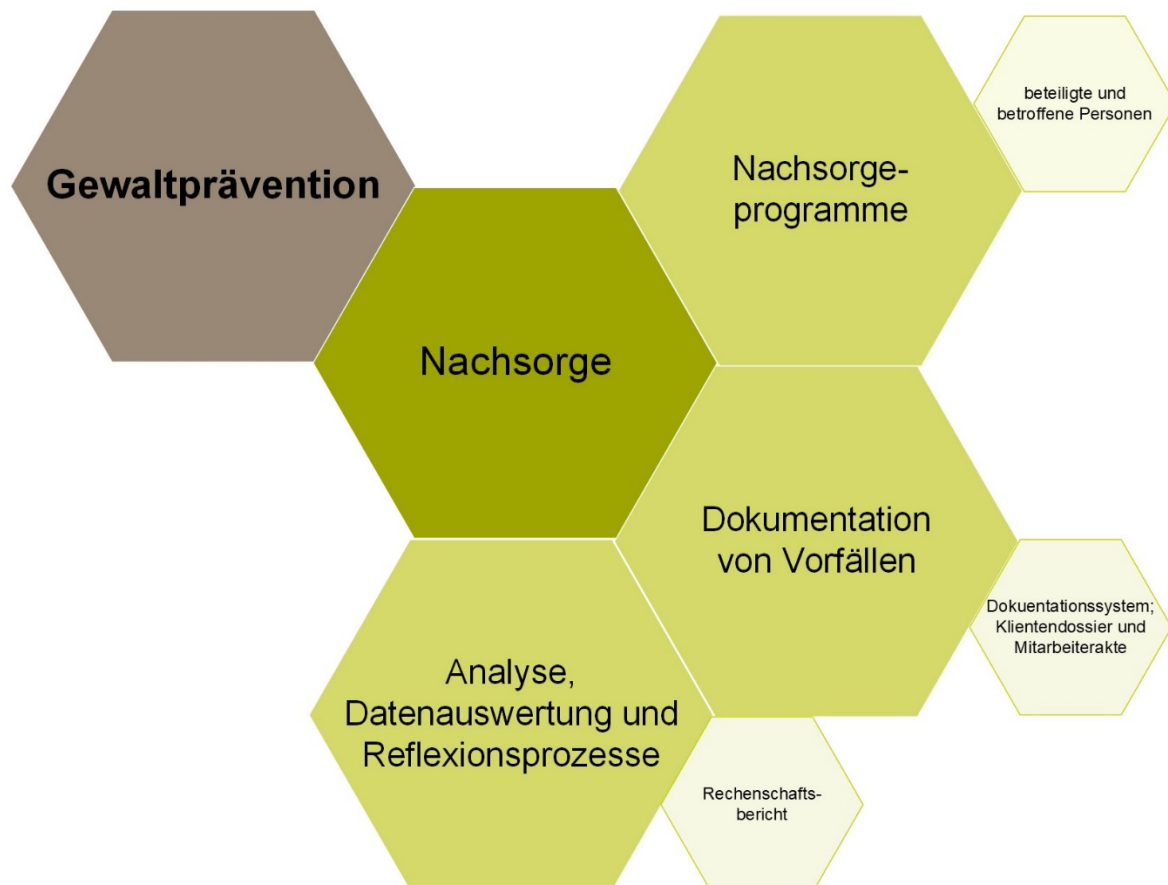 Gewaltprävention
Nachsorge
Nachsorge-
programme
beteiligte und
betroffene Personen
Dokumentation
von Vorfällen
Dokuentationssystem;
Klientendossier und
Mitarbeiterakte
Analyse,
Datenauswertung und
Reflexionsprozesse
Rechenschafts-
bericht